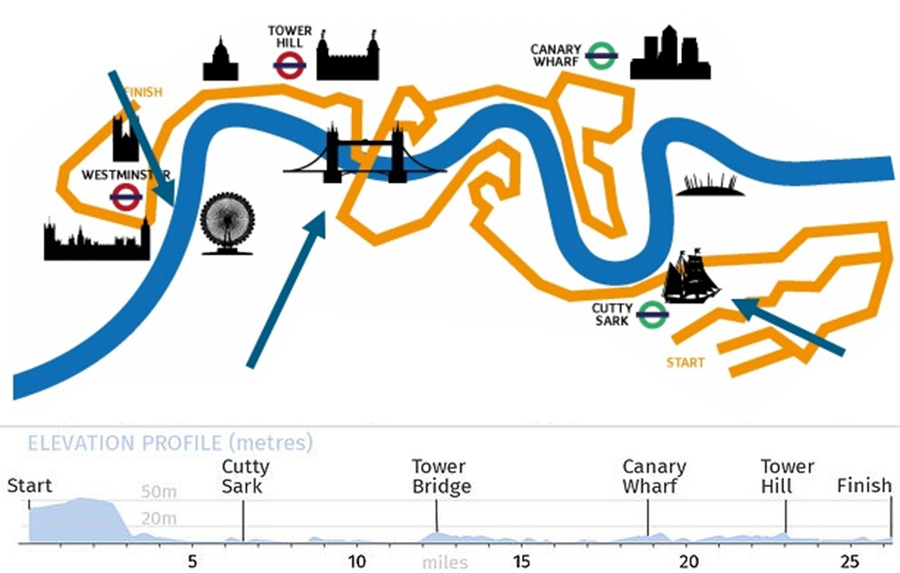 TOWER
HILL
CANARY
WHARF
FINISH
WESTMINSTER
CUTTY
SARK
START
ELEVATION PROFILE (metres)
Start
Cutty
Sark
Tower
Bridge
Canary
Wharf
Tower
Hill
Finish
50m
20m
5 10 miles 15 20 25